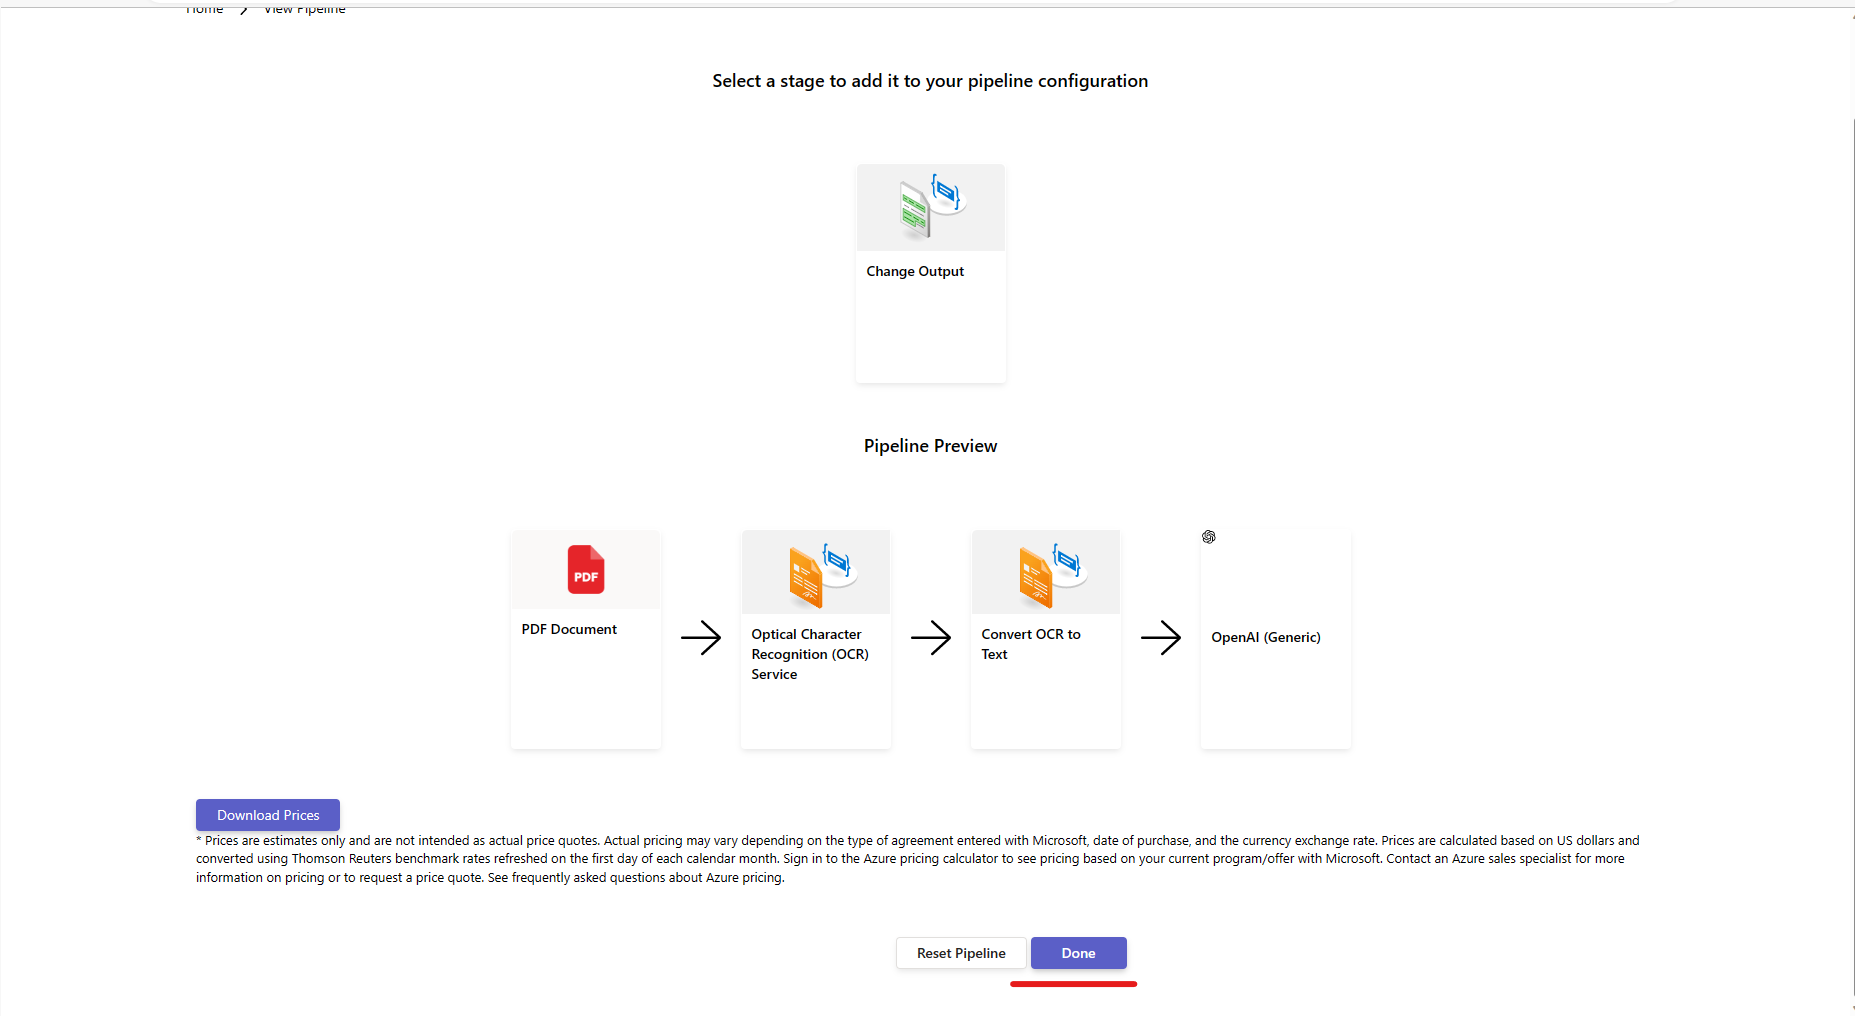 Home > View Pipeline
Select a stage to add it to your pipeline configuration
Change Output
Pipeline Preview
PDF
PDF Document
Optical Character
Recognition (OCR)
Service
Convert OCR to
Text
OpenAI (Generic)
Download Prices
* Prices are estimates only and are not intended as actual price quotes. Actual pricing may vary depending on the type of agreement entered with Microsoft, date of purchase, and the currency exchange rate. Prices are calculated based on US dollars and
converted using Thomson Reuters benchmark rates refreshed on the first day of each calendar month. Sign in to the Azure pricing calculator to see pricing based on your current program/offer with Microsoft. Contact an Azure sales specialist for more
information on pricing or to request a price quote. See frequently asked questions about Azure pricing.
Reset Pipeline
Done